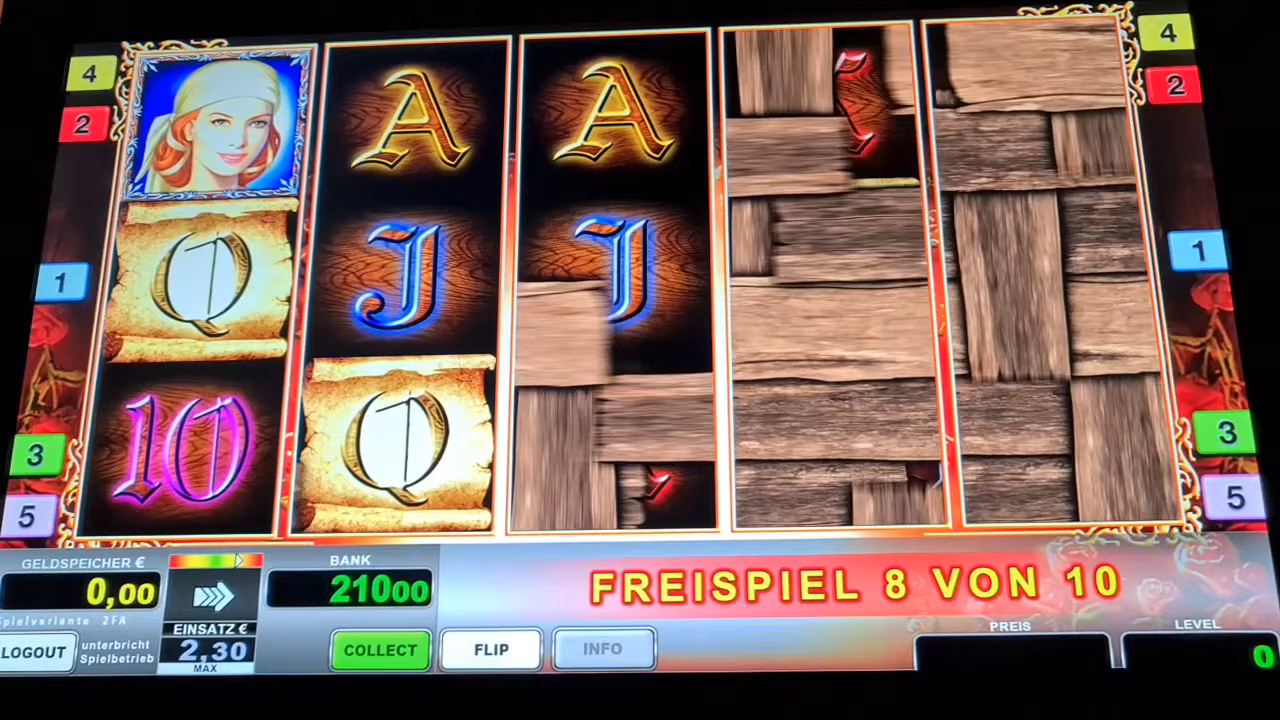 4
4
2
2
A
A
Q
J
J
1
1
10
Q
3
3
5
5
GELDSPEICHER €
BANK
0,00
21000
FREISPIEL 8 VON 10
Spielvariante 2FA
EINSATZ €
PREIS
LEVEL
LOGOUT
unterbricht
Spielbetrieb
2,30
MAX
COLLECT
FLIP
INFO
0